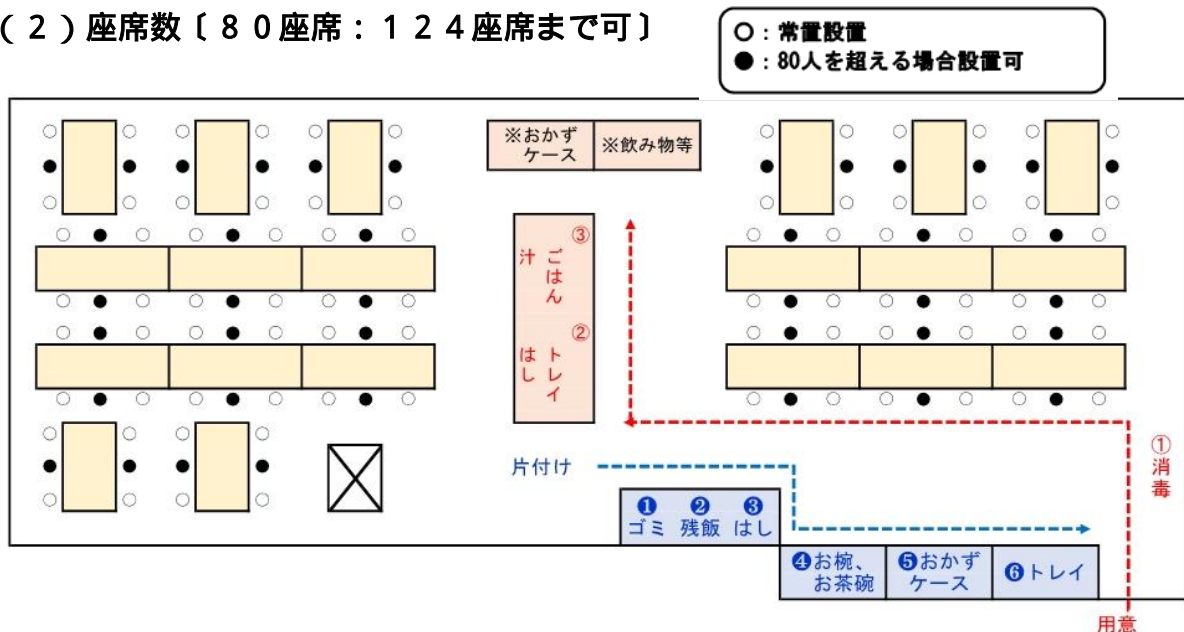 (２)座席数〔８０座席：１２４座席まで可〕
○：常置設置
●：80人を超える場合設置可
※おかず
ケース
※飲み物等
③
ごはん
汁
②
トレイ
はし
①
消毒
片付け
❶ ❷ ❸
ゴミ 残飯 はし
❹お椀、
お茶碗
❺おかず
ケース
❻トレイ
用意